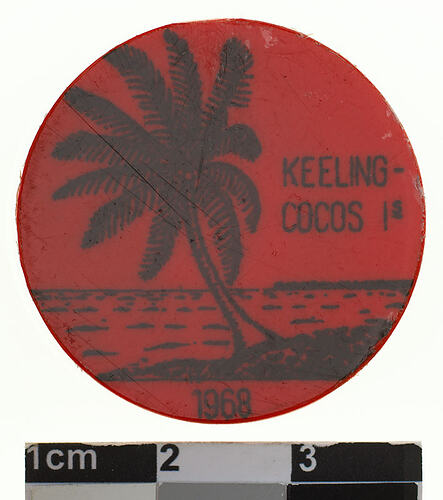 KEELING-
COCOS Is
1968
1cm 2 3